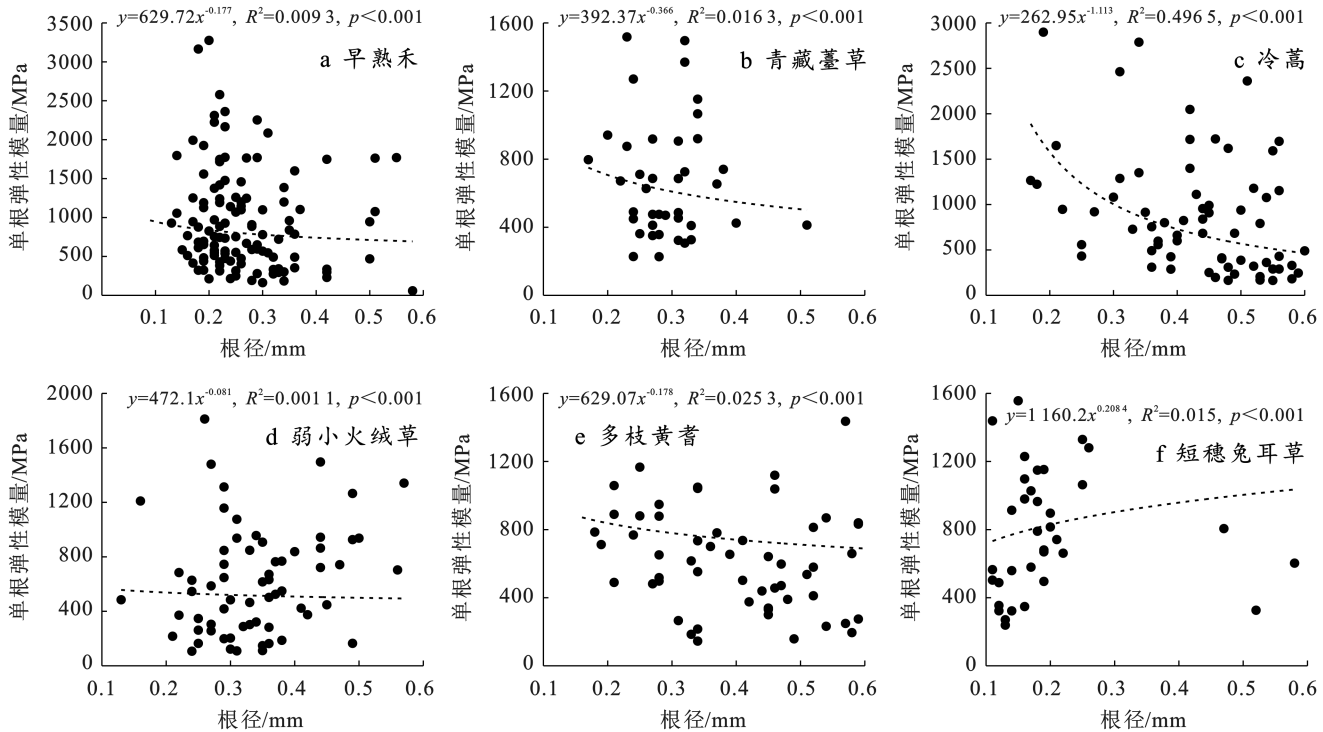 y=629.72x^-0.177, R²=0.009 3, p<0.001
a 早熟禾
单根弹性模量/MPa
3500
3000
2500
2000
1500
1000
500
0
0.1 0.2 0.3 0.4 0.5 0.6
根径/mm
y=392.37x^-0.366, R²=0.016 3, p<0.001
b 青藏薹草
单根弹性模量/MPa
1600
1200
800
400
0
0.1 0.2 0.3 0.4 0.5 0.6
根径/mm
y=262.95x^-1.113, R²=0.496 5, p<0.001
c 冷蒿
单根弹性模量/MPa
3000
2500
2000
1500
1000
500
0
0.1 0.2 0.3 0.4 0.5 0.6
根径/mm
y=472.1x^-0.081, R²=0.001 1, p<0.001
d 弱小火绒草
单根弹性模量/MPa
2000
1600
1200
800
400
0
0.1 0.2 0.3 0.4 0.5 0.6
根径/mm
y=629.07x^-0.178, R²=0.025 3, p<0.001
e 多枝黄耆
单根弹性模量/MPa
1600
1200
800
400
0
0.1 0.2 0.3 0.4 0.5 0.6
根径/mm
y=1 160.2x^0.208 4, R²=0.015, p<0.001
f 短穗兔耳草
单根弹性模量/MPa
1600
1200
800
400
0
0.1 0.2 0.3 0.4 0.5 0.6
根径/mm